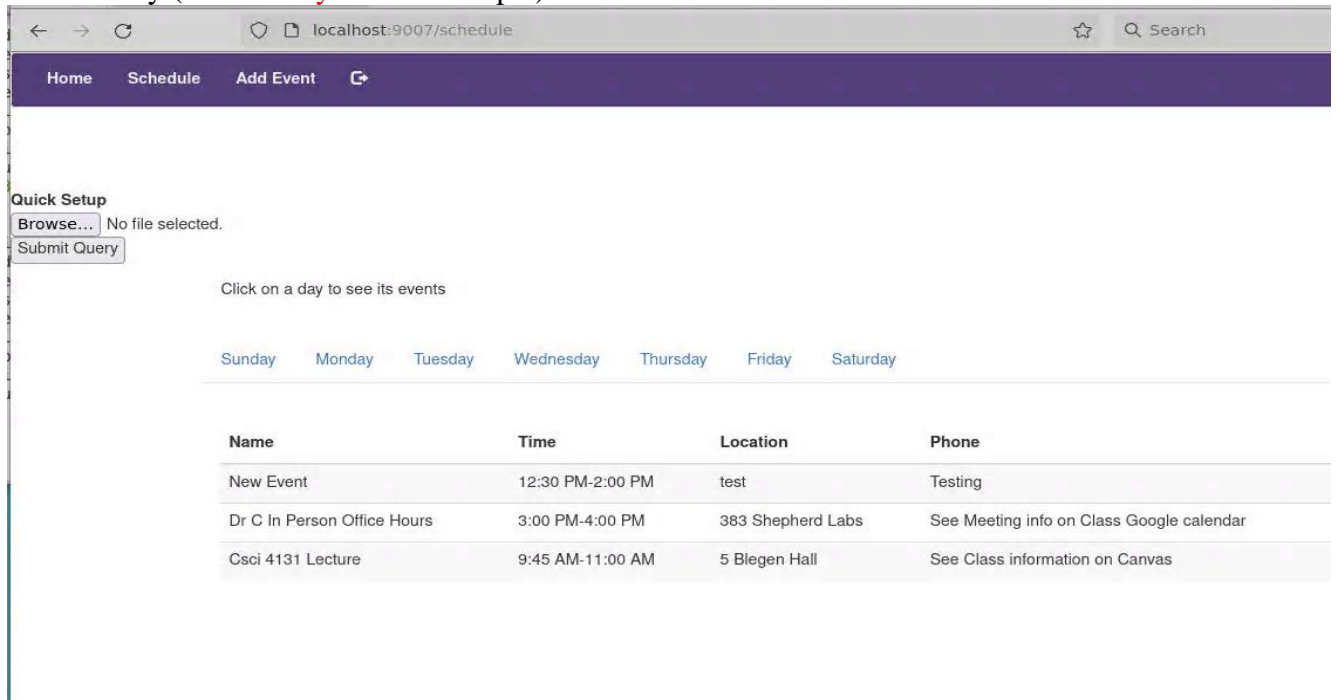 localhost:9007/schedule Search
Home Schedule Add Event
Quick Setup
Browse... No file selected.
Submit Query
Click on a day to see its events
Sunday Monday Tuesday Wednesday Thursday Friday Saturday
Name Time Location Phone
New Event 12:30 PM-2:00 PM test Testing
Dr C In Person Office Hours 3:00 PM-4:00 PM 383 Shepherd Labs See Meeting info on Class Google calendar
Csci 4131 Lecture 9:45 AM-11:00 AM 5 Blegen Hall See Class information on Canvas